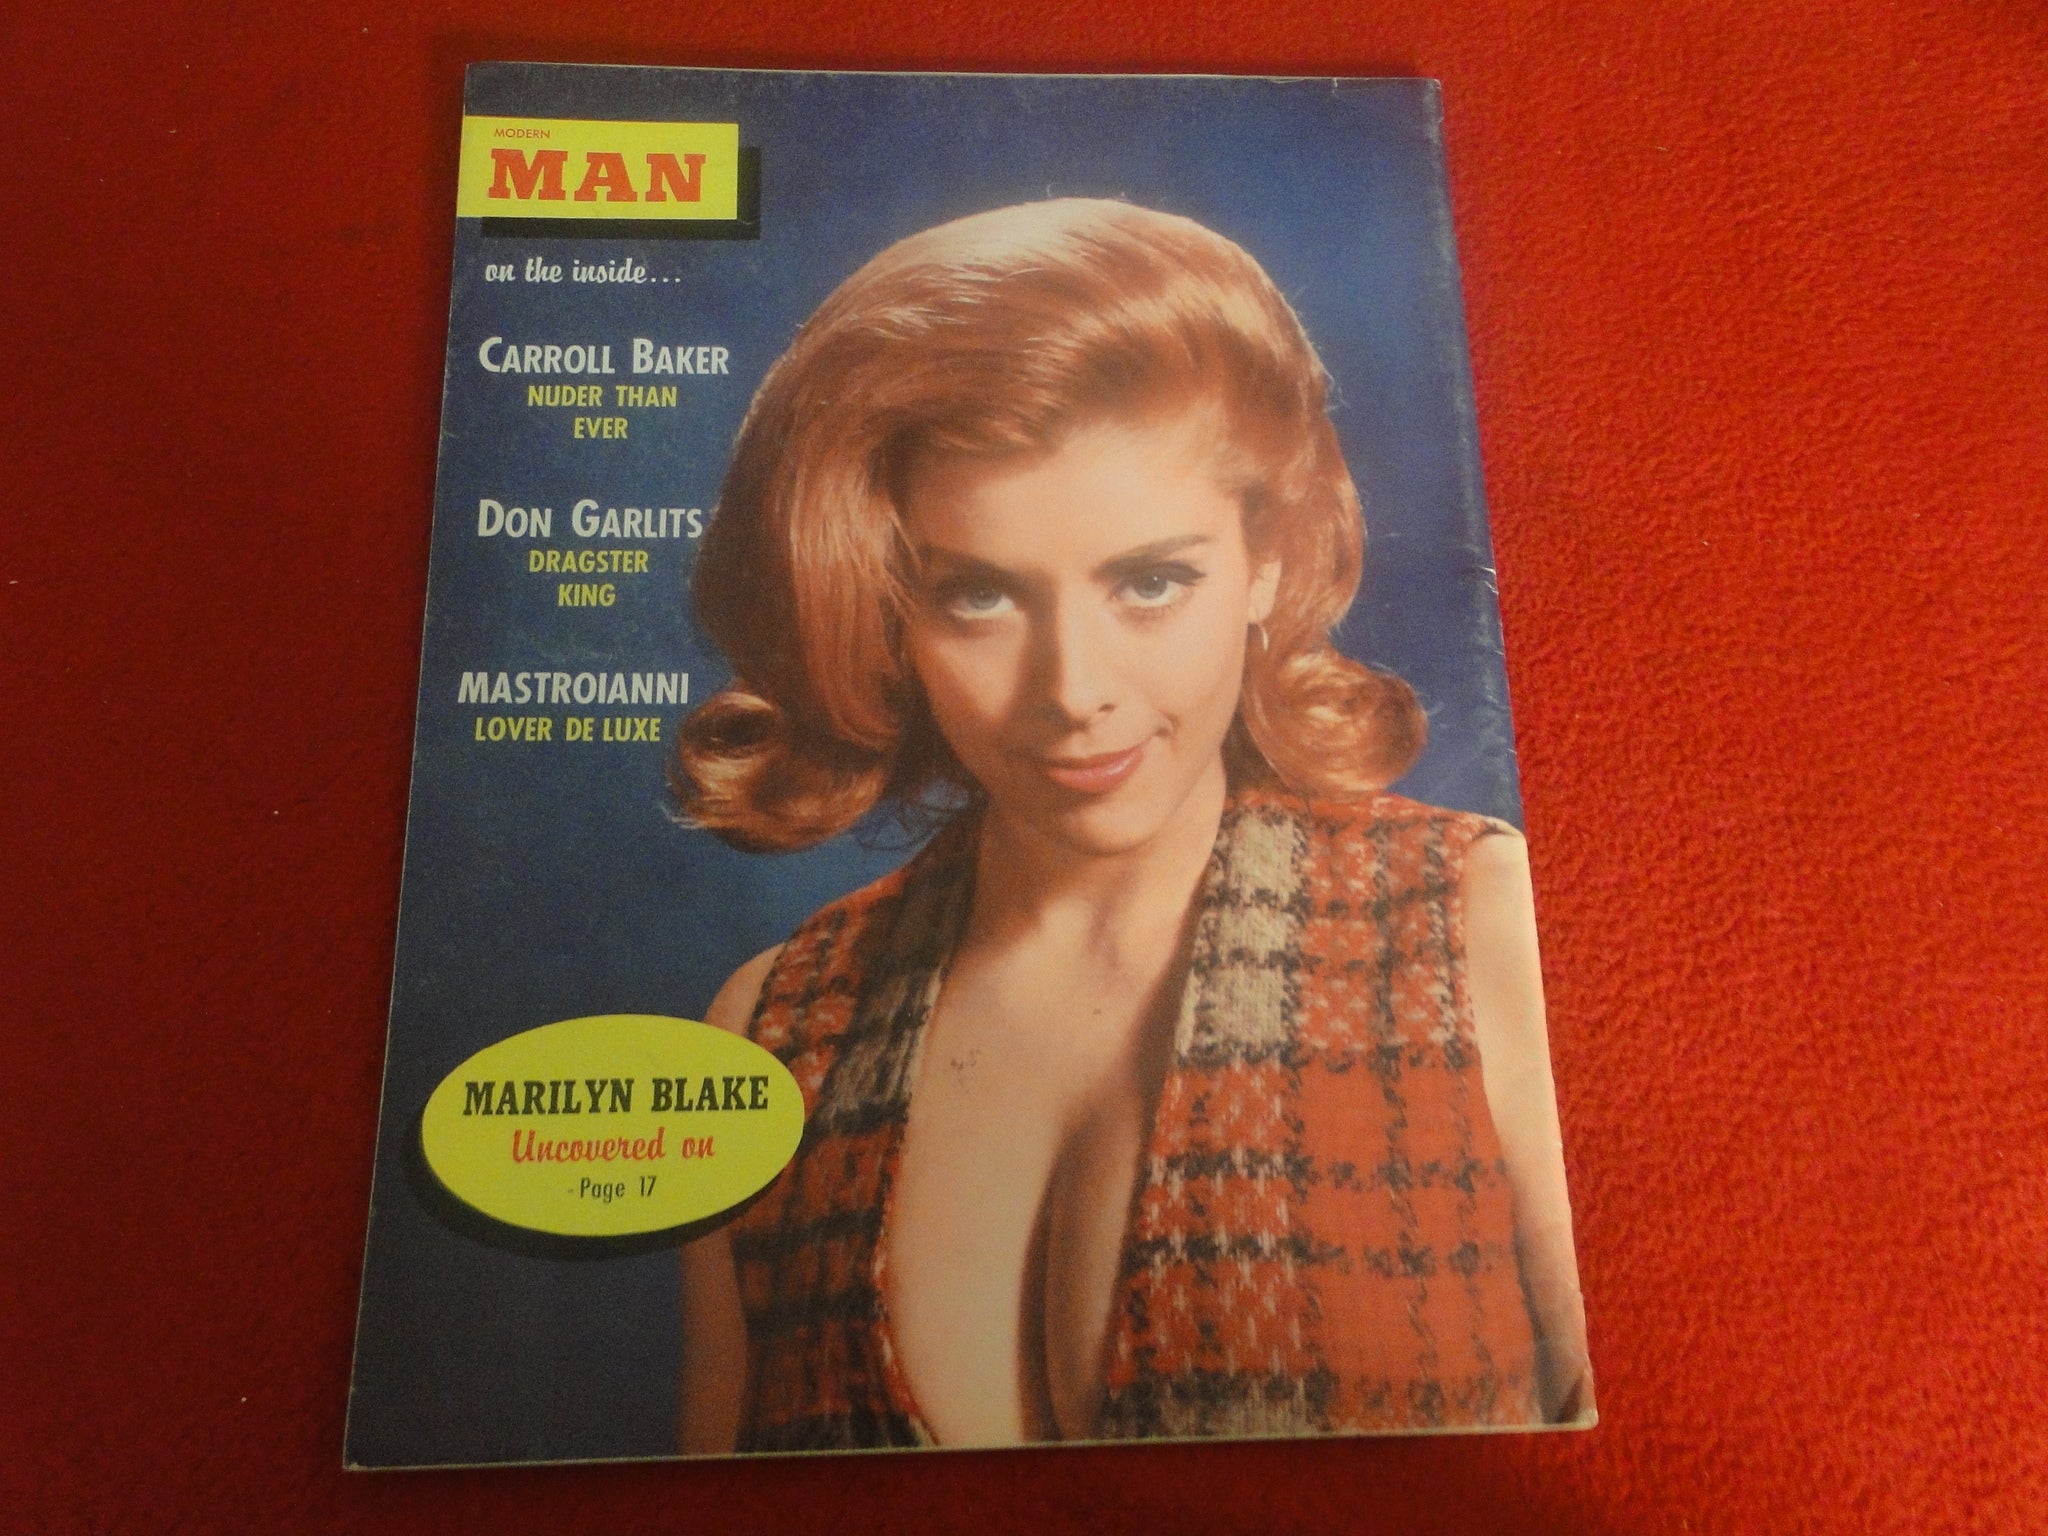 MODERN
MAN
on the inside...
CARROLL BAKER
NUDER THAN
EVER
DON GARLITS
DRAGSTER
KING
MASTROIANNI
LOVER DE LUXE
MARILYN BLAKE
Uncovered on
-Page 17